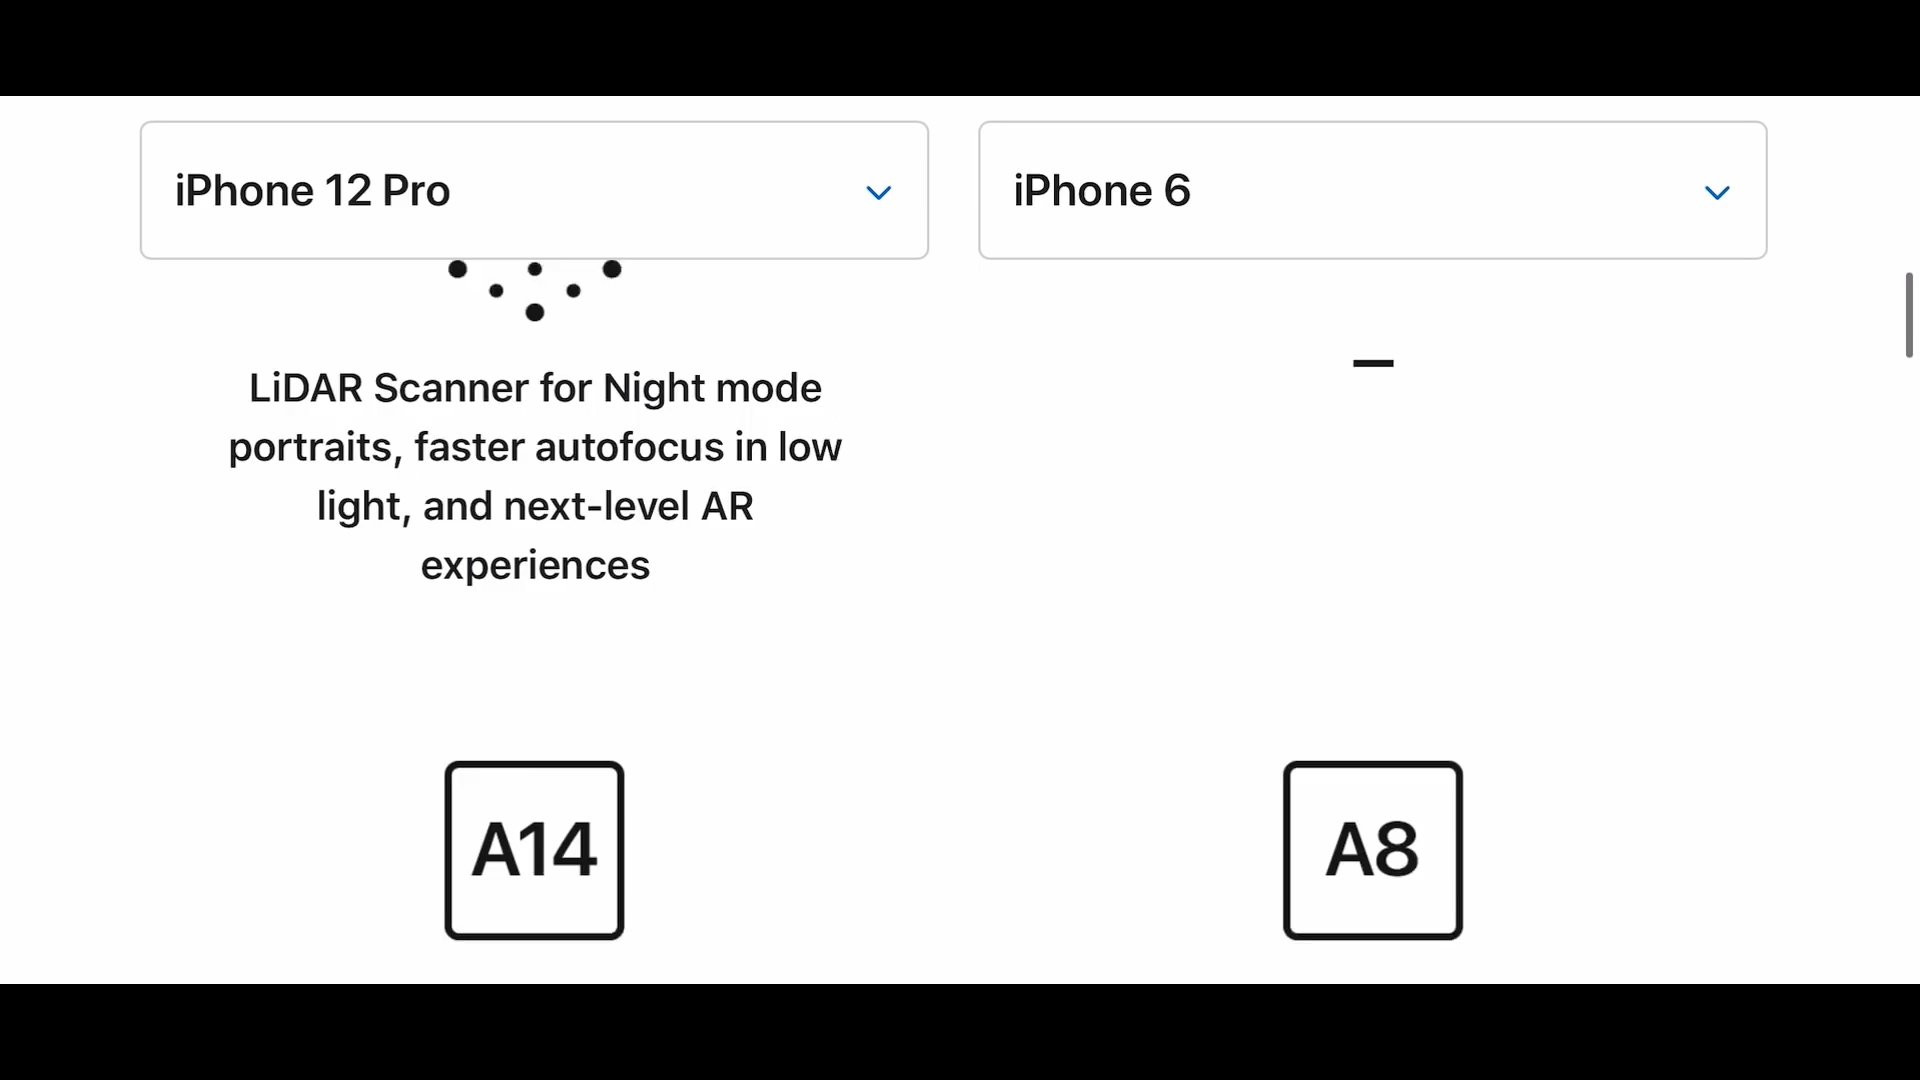 iPhone 12 Pro
iPhone 6
LiDAR Scanner for Night mode
portraits, faster autofocus in low
light, and next-level AR
experiences
–
A14
A8